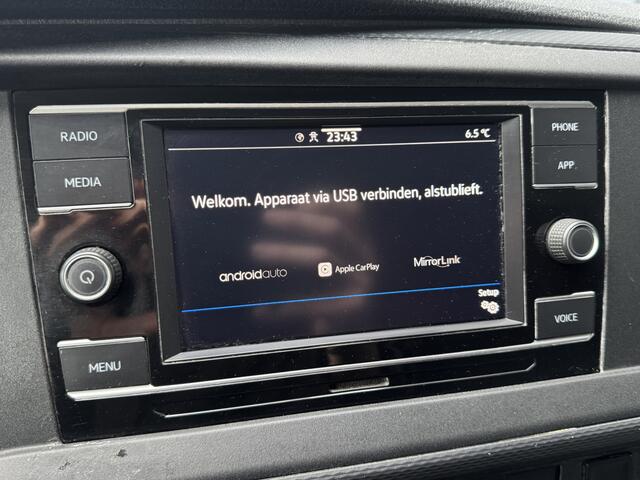 RADIO
MEDIA
MENU
23:43
6.5 °C
Welkom. Apparaat via USB verbinden, alstublieft.
androidauto
Apple CarPlay
MirrorLink
Setup
PHONE
APP
VOICE